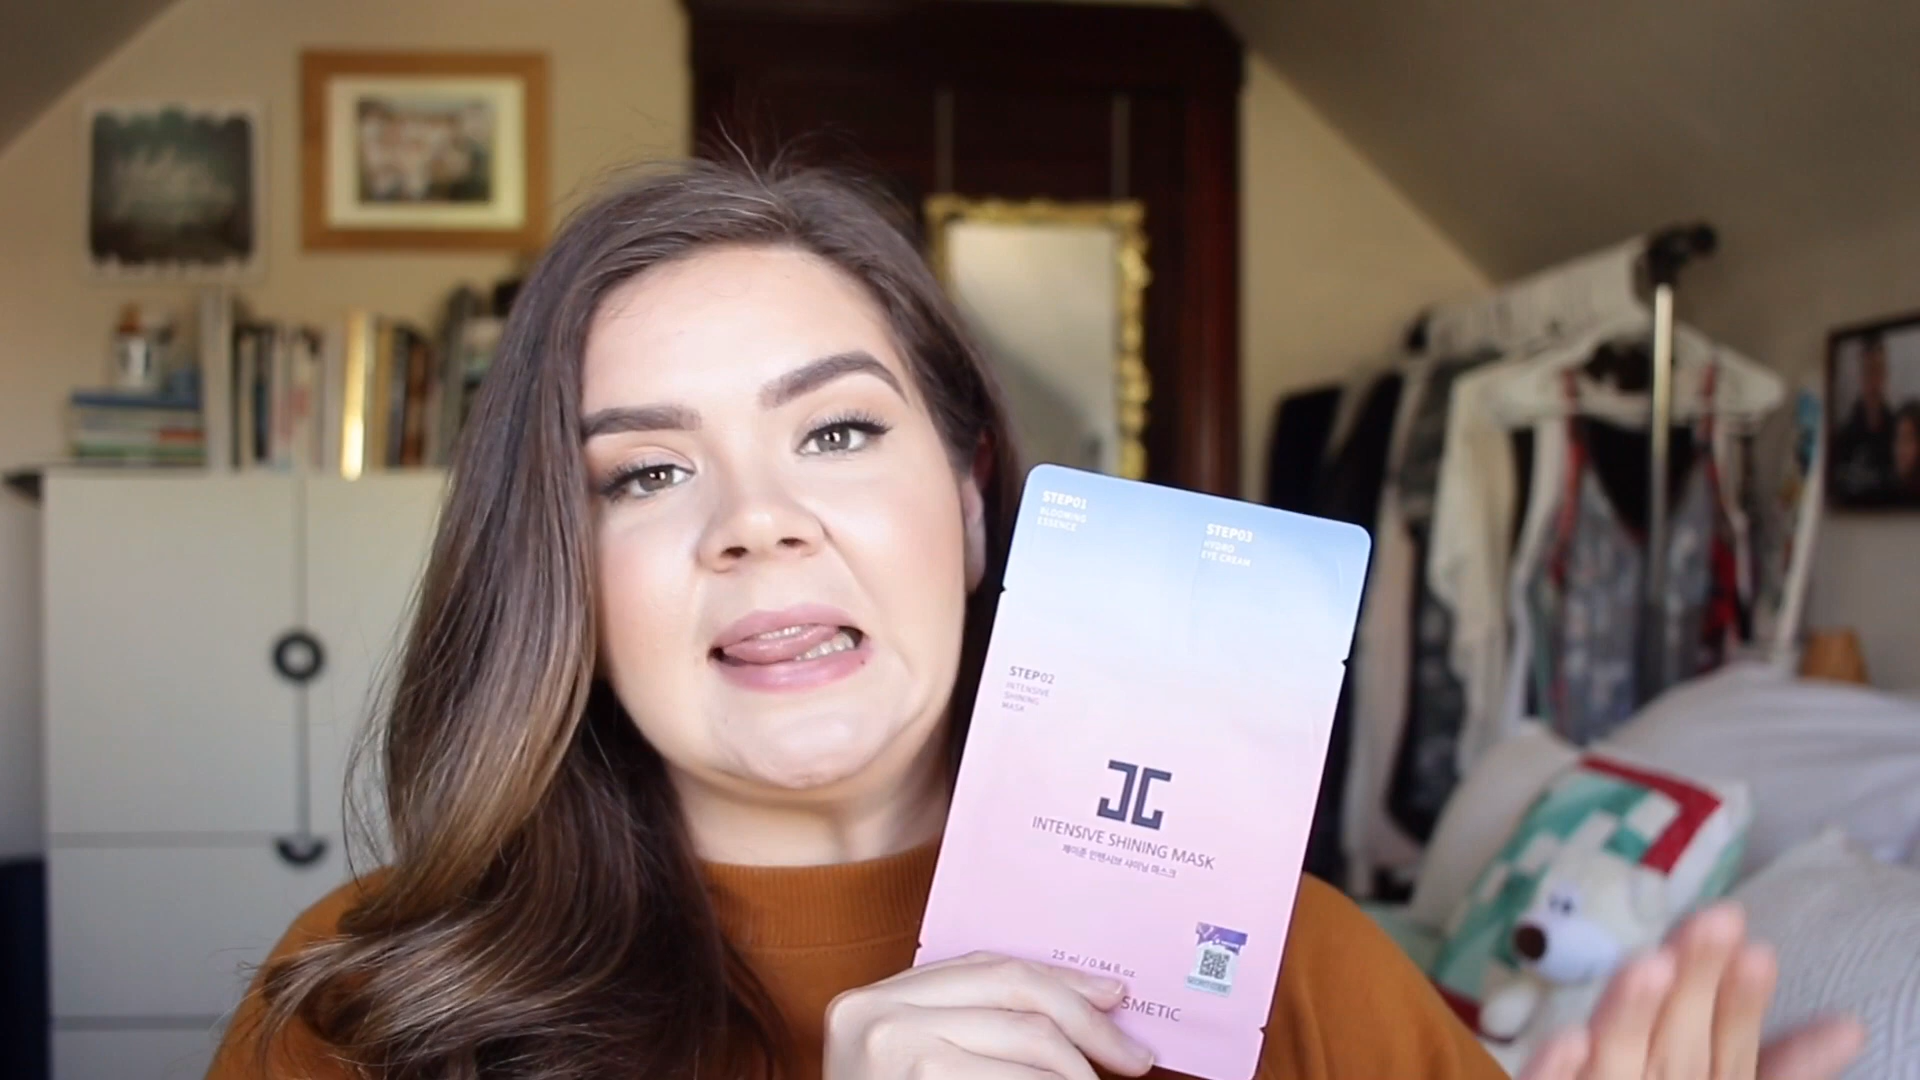 STEP01
BLOOMING
ESSENCE
STEP03
HYDRO
EYE CREAM
STEP02
INTENSIVE
SHINING
MASK
JC
INTENSIVE SHINING MASK
제이준 인텐시브 샤이닝 마스크
25 ml / 0.84 fl.oz
SMETIC